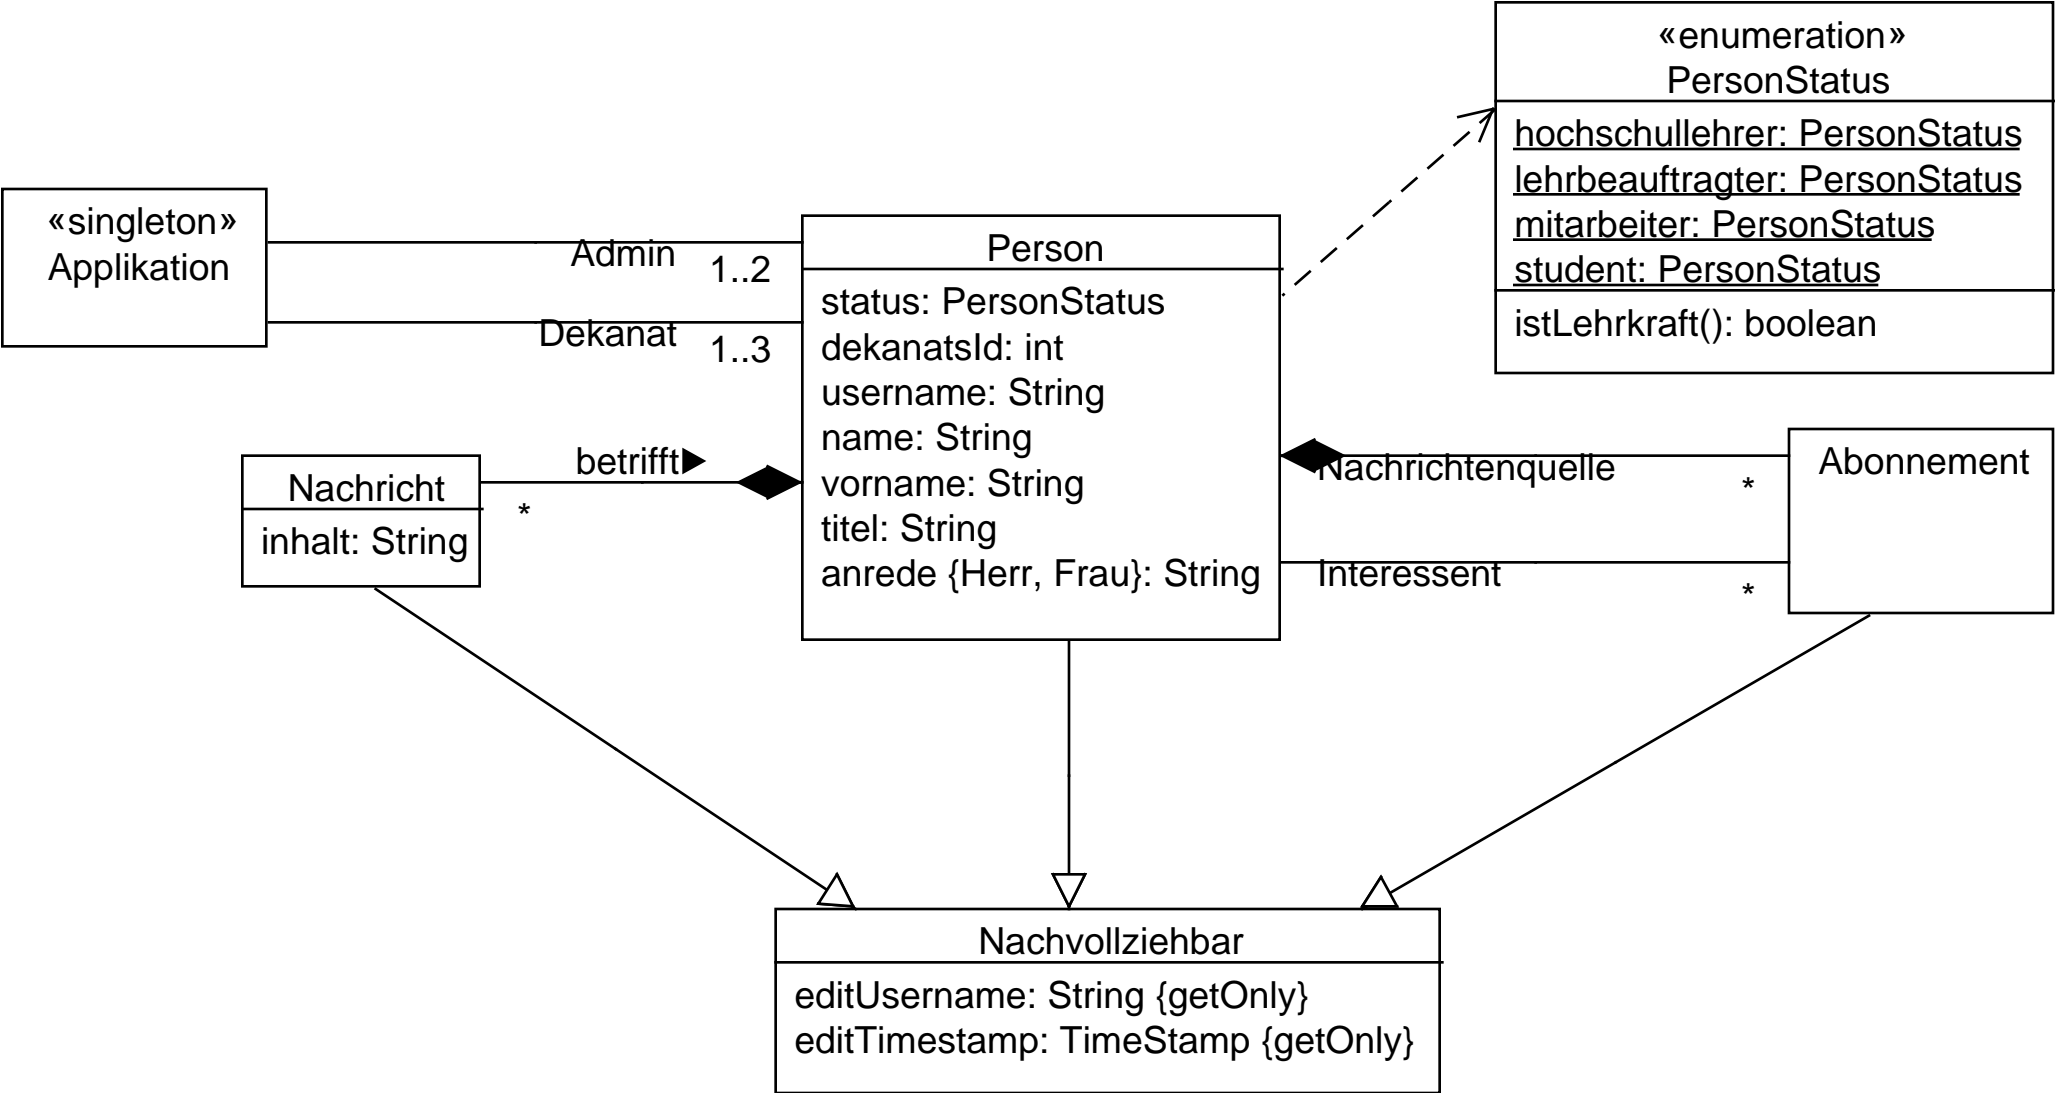 «enumeration»
PersonStatus
hochschullehrer: PersonStatus
lehrbeauftragter: PersonStatus
mitarbeiter: PersonStatus
student: PersonStatus
istLehrkraft(): boolean
«singleton»
Applikation
Admin
1..2
Dekanat
1..3
Person
status: PersonStatus
dekanatsId: int
username: String
name: String
vorname: String
titel: String
anrede {Herr, Frau}: String
betrifft▶
*
Nachricht
inhalt: String
Nachrichtenquelle
*
Interessent
*
Abonnement
Nachvollziehbar
editUsername: String {getOnly}
editTimestamp: TimeStamp {getOnly}